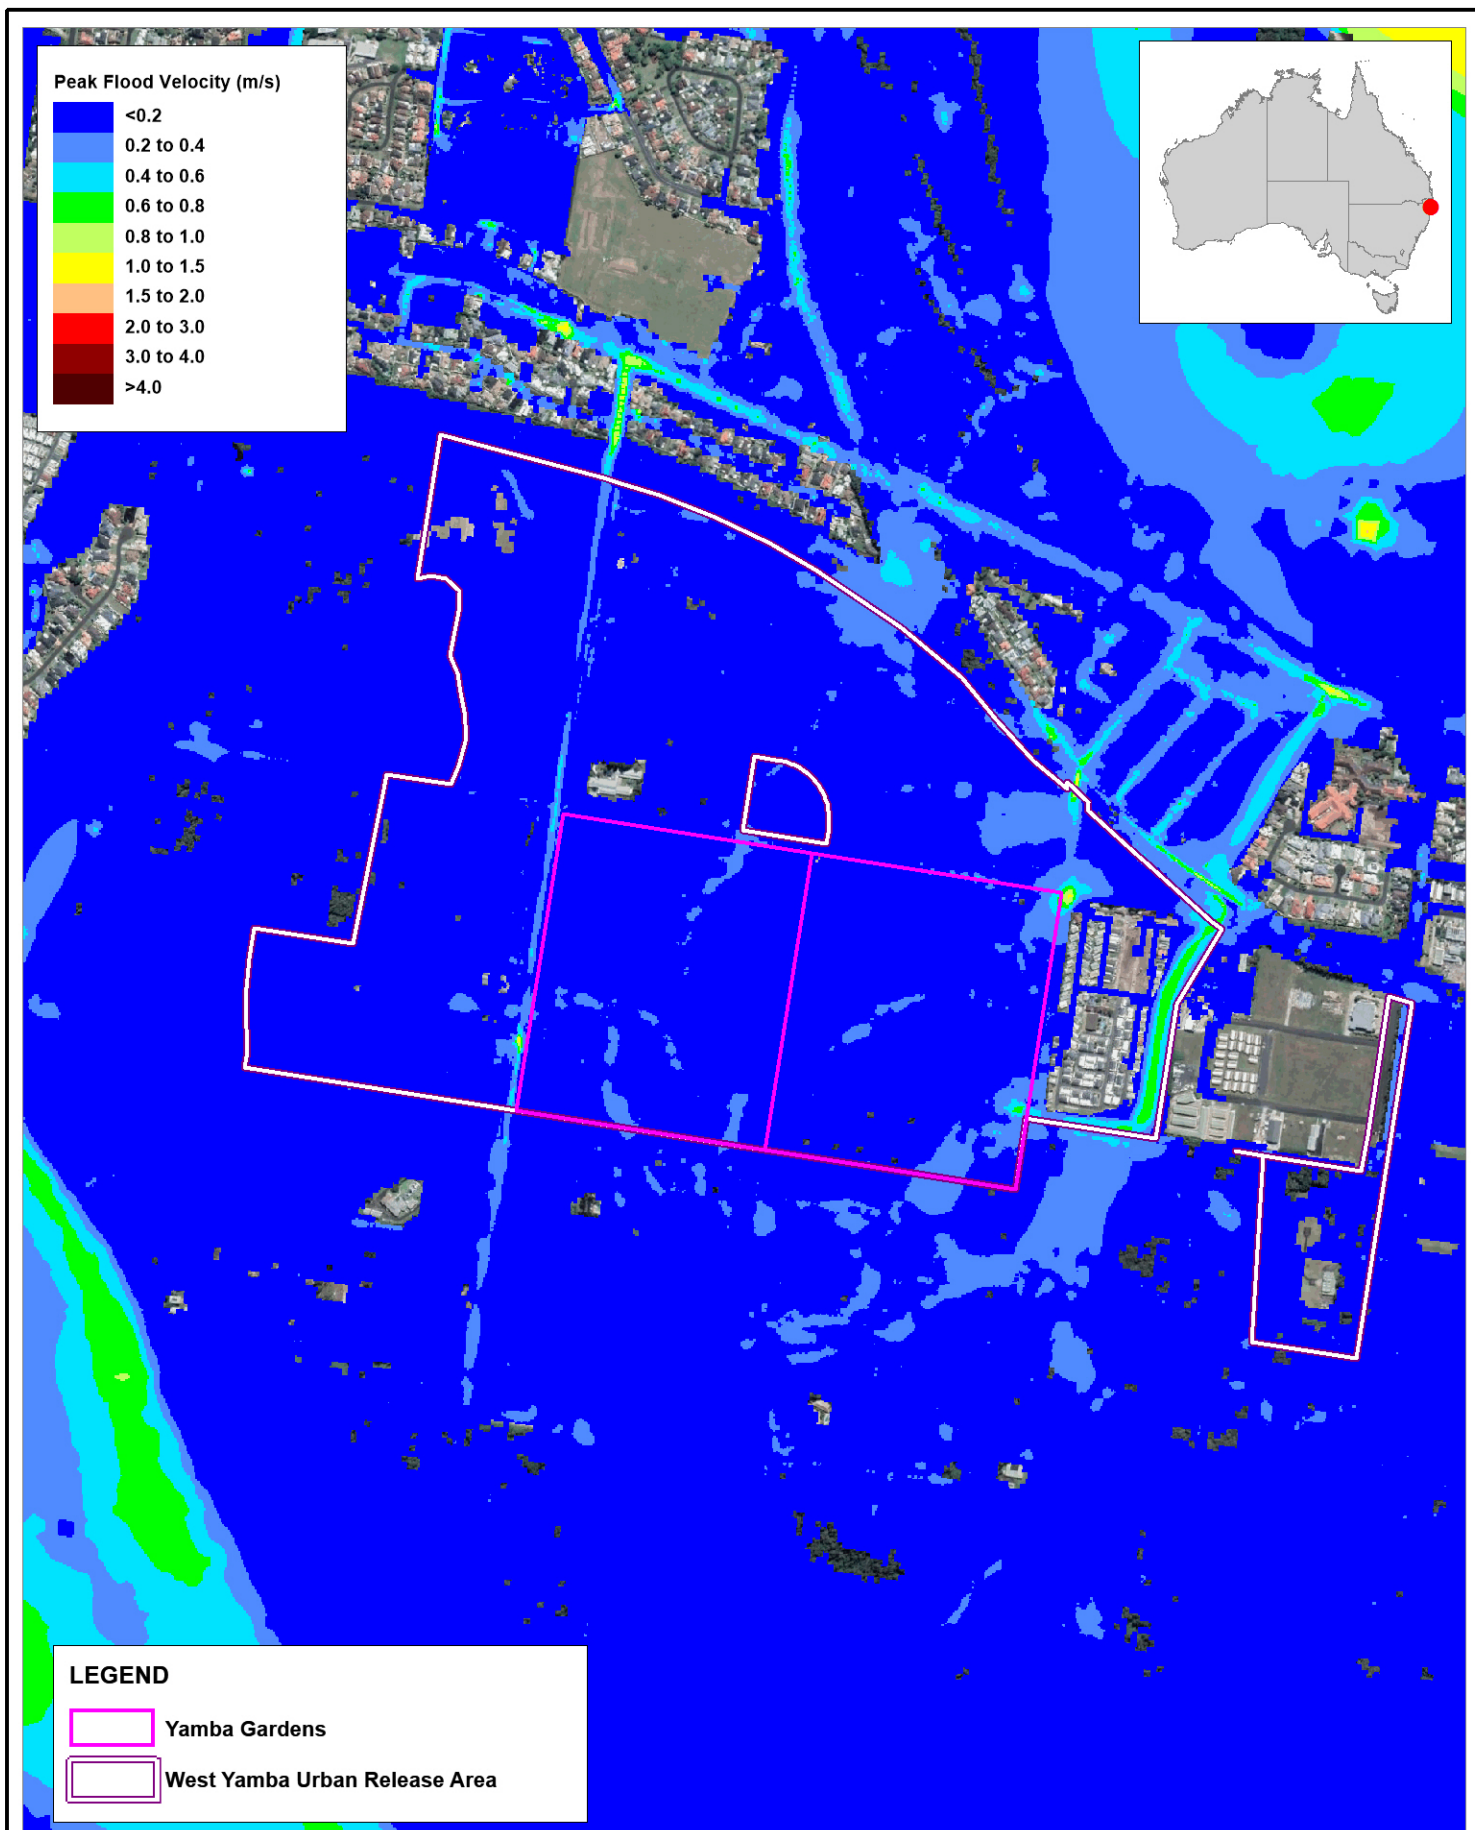 Peak Flood Velocity (m/s)
<0.2
0.2 to 0.4
0.4 to 0.6
0.6 to 0.8
0.8 to 1.0
1.0 to 1.5
1.5 to 2.0
2.0 to 3.0
3.0 to 4.0
>4.0
LEGEND
Yamba Gardens
West Yamba Urban Release Area